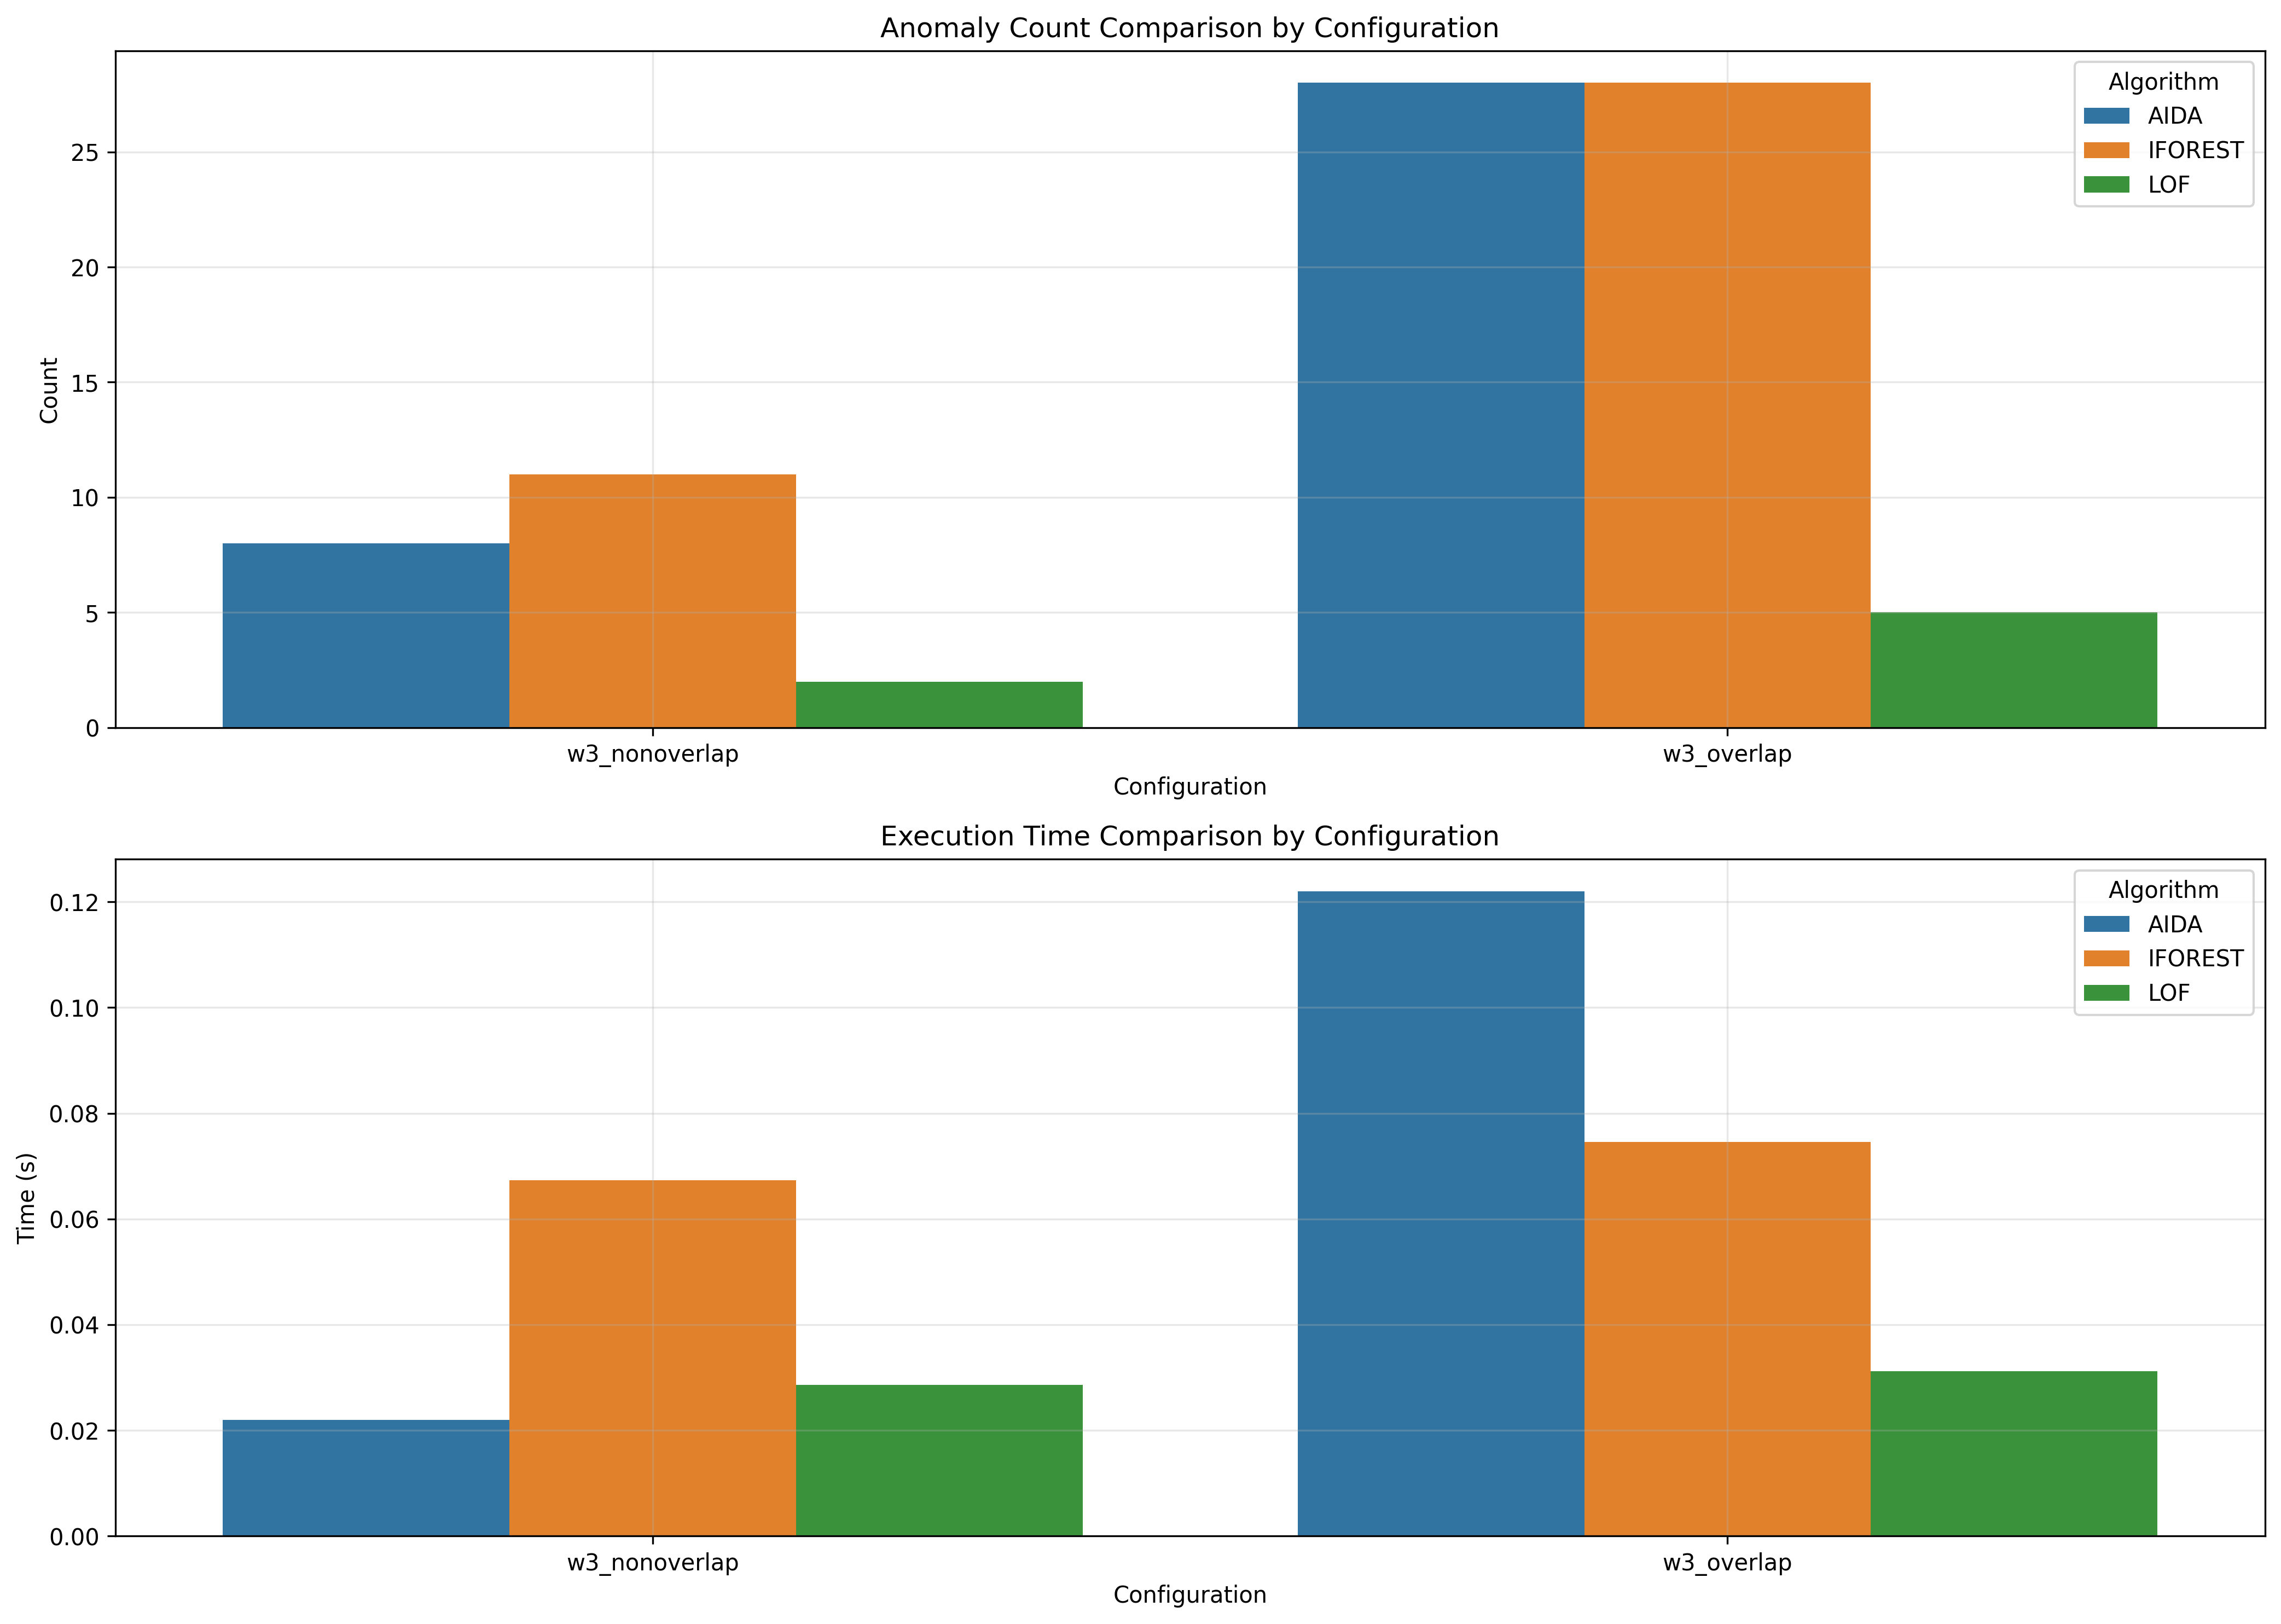 Anomaly Count Comparison by Configuration
Algorithm
AIDA
IFOREST
LOF
Count
25
20
15
10
5
0
w3_nonoverlap
w3_overlap
Configuration
Execution Time Comparison by Configuration
Algorithm
AIDA
IFOREST
LOF
Time (s)
0.12
0.10
0.08
0.06
0.04
0.02
0.00
w3_nonoverlap
w3_overlap
Configuration